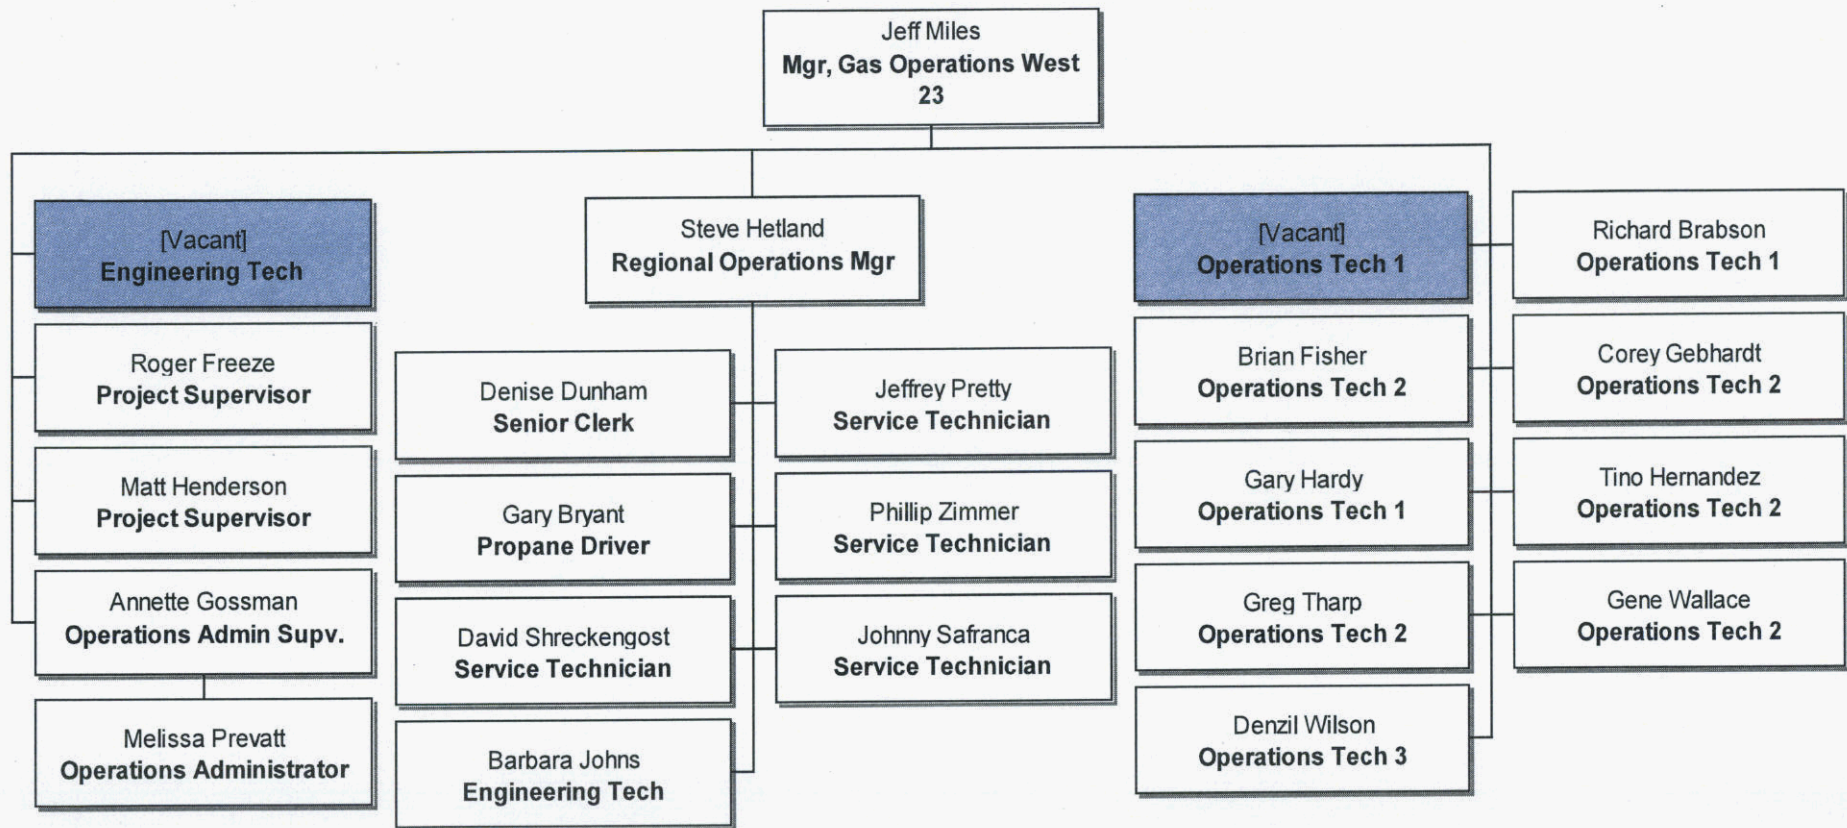 Jeff Miles
Mgr, Gas Operations West
23
[Vacant]
Engineering Tech
Roger Freeze
Project Supervisor
Matt Henderson
Project Supervisor
Annette Gossman
Operations Admin Supv.
Melissa Prevatt
Operations Administrator
Steve Hetland
Regional Operations Mgr
Denise Dunham
Senior Clerk
Jeffrey Pretty
Service Technician
Gary Bryant
Propane Driver
Phillip Zimmer
Service Technician
David Shreckengost
Service Technician
Johnny Safranca
Service Technician
Barbara Johns
Engineering Tech
[Vacant]
Operations Tech 1
Richard Brabson
Operations Tech 1
Brian Fisher
Operations Tech 2
Corey Gebhardt
Operations Tech 2
Gary Hardy
Operations Tech 1
Tino Hernandez
Operations Tech 2
Greg Tharp
Operations Tech 2
Gene Wallace
Operations Tech 2
Denzil Wilson
Operations Tech 3